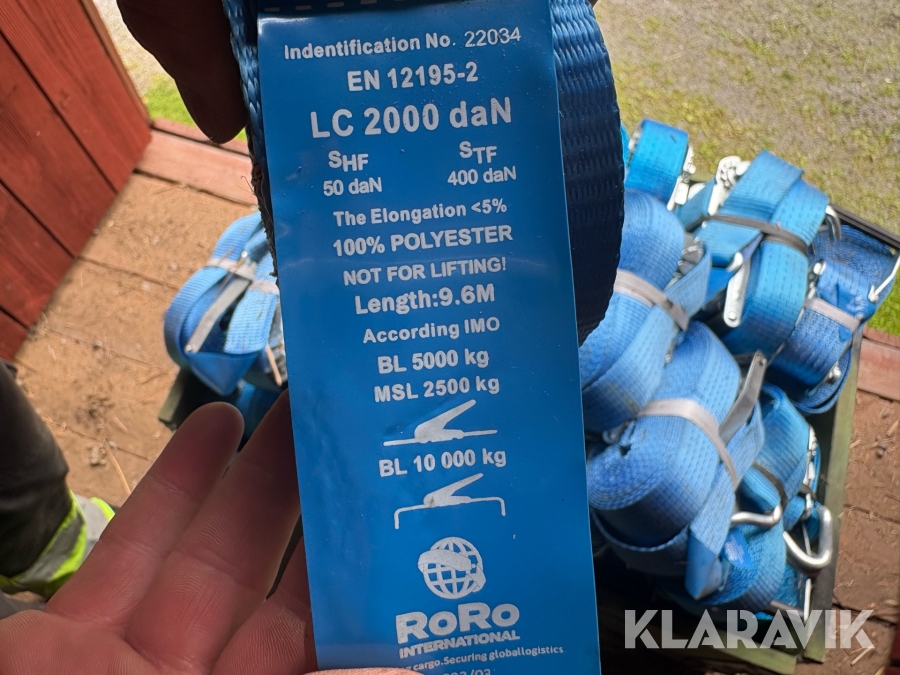 Indentification No. 22034
EN 12195-2
LC 2000 daN
SHF STF
50 daN 400 daN
The Elongation <5%
100% POLYESTER
NOT FOR LIFTING!
Length:9.6M
According IMO
BL 5000 kg
MSL 2500 kg
BL 10 000 kg
RoRo
INTERNATIONAL
cargo.Securing globallogistics
KLARAVIK